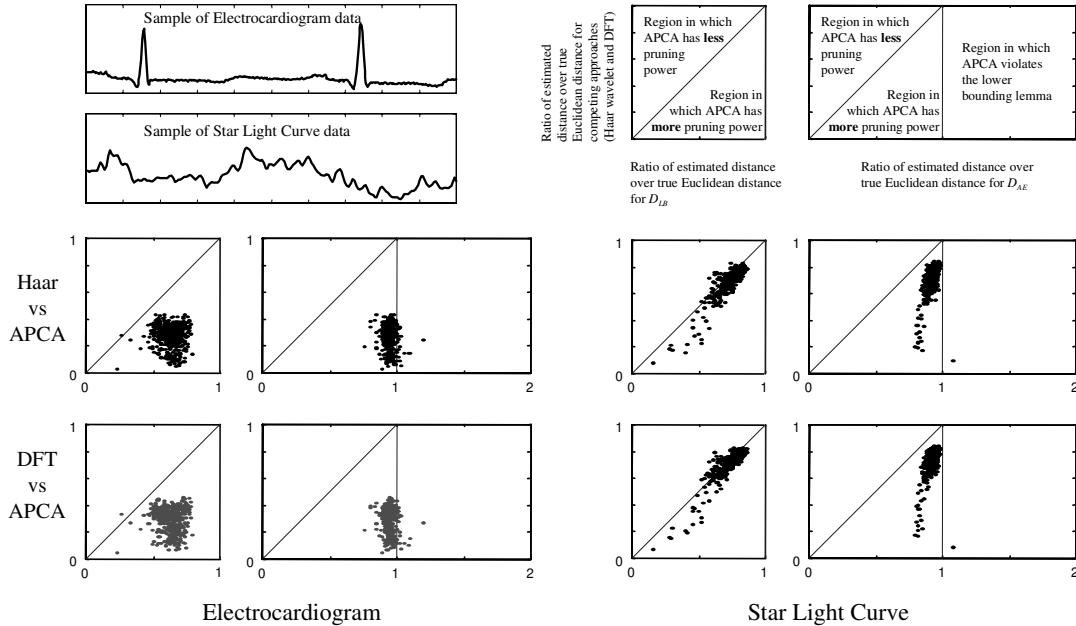 Sample of Electrocardiogram data
Sample of Star Light Curve data
Ratio of estimated
distance over true
Euclidean distance for
competing approaches
(Haar wavelet and DFT)
Region in which
APCA has less
pruning
power
Region in
which APCA has
more pruning power
Region in which
APCA has less
pruning
power
Region in
which APCA has
more pruning power
Region in which
APCA violates
the lower
bounding lemma
Ratio of estimated distance
over true Euclidean distance
for D_LB
Ratio of estimated distance over
true Euclidean distance for D_AE
Haar
vs
APCA
1
0
0 1
1
0
0 1 2
1
0
0 1
1
0
0 1 2
DFT
vs
APCA
1
0
0 1
1
0
0 1 2
1
0
0 1
1
0
0 1 2
Electrocardiogram
Star Light Curve